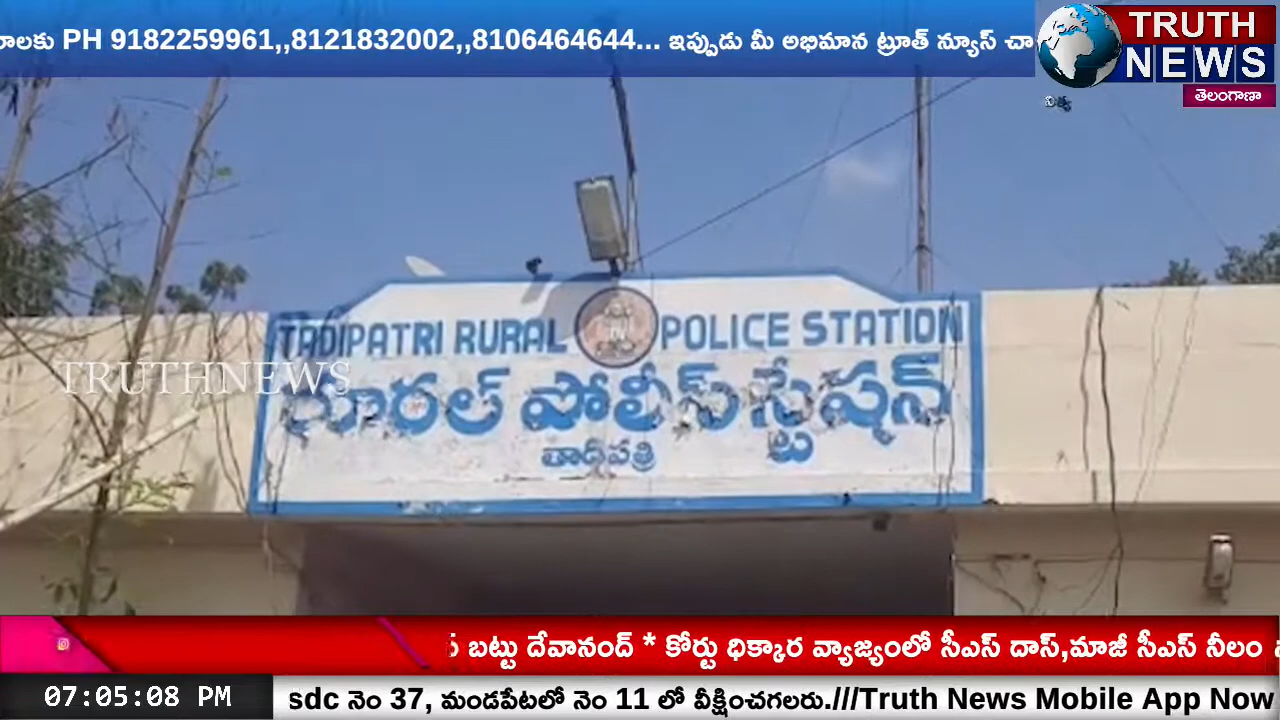 ాలకు PH 9182259961,,8121832002,,8106464644... ఇప్పుడు మీ అభిమాన ట్రూత్ న్యూస్ చా
TRUTH
NEWS
తెలంగాణా
TADIPATRI RURAL POLICE STATION
రూరల్ పోలీస్ స్టేషన్
తాడిపత్రి
TRUTHNEWS
బట్టు దేవానంద్ * కోర్టు ధిక్కార వ్యాజ్యంలో సీఎస్ దాస్,మాజీ సీఎస్ నీలం
07:05:08 PM
sdc నెం 37, మండపేటలో నెం 11 లో వీక్షించగలరు.///Truth News Mobile App Now